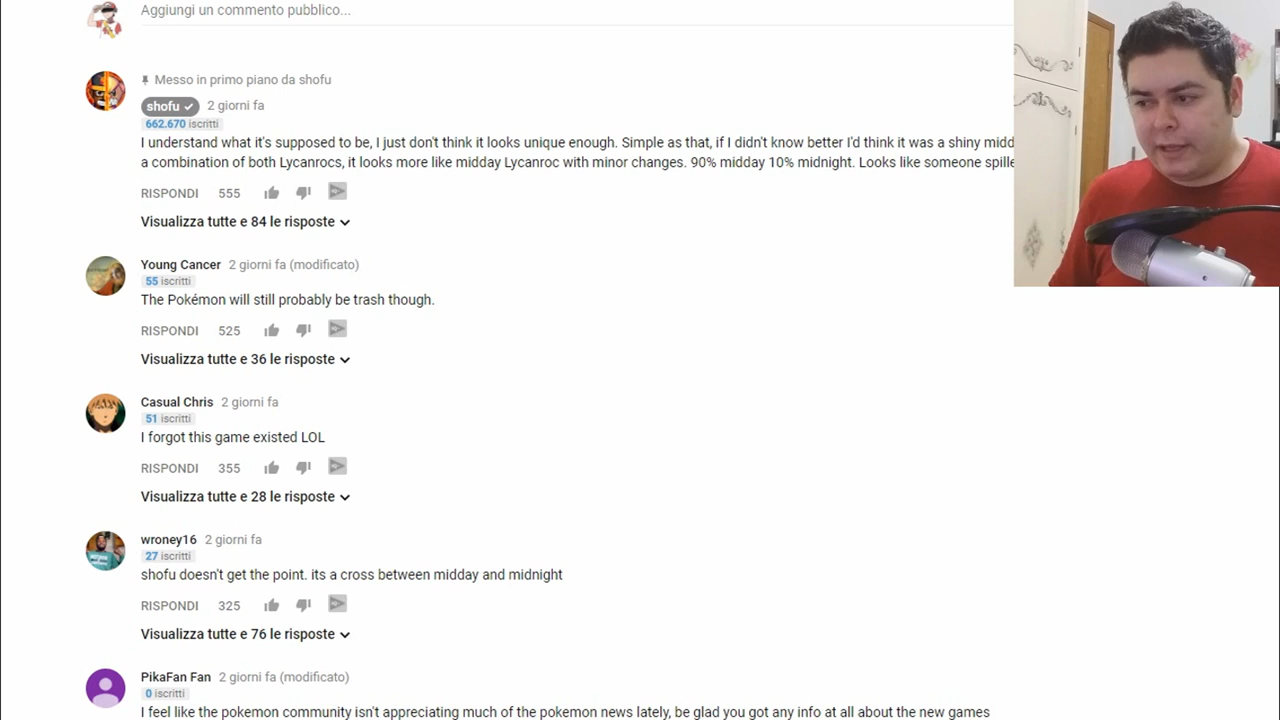 Aggiungi un commento pubblico...
Messo in primo piano da shofu
shofu 2 giorni fa
662.670 iscritti
I understand what it's supposed to be, I just don't think it looks unique enough. Simple as that, if I didn't know better I'd think it was a shiny midd
a combination of both Lycanrocs, it looks more like midday Lycanroc with minor changes. 90% midday 10% midnight. Looks like someone spille
RISPONDI 555
Visualizza tutte e 84 le risposte
Young Cancer 2 giorni fa (modificato)
55 iscritti
The Pokémon will still probably be trash though.
RISPONDI 525
Visualizza tutte e 36 le risposte
Casual Chris 2 giorni fa
51 iscritti
I forgot this game existed LOL
RISPONDI 355
Visualizza tutte e 28 le risposte
wroney16 2 giorni fa
27 iscritti
shofu doesn't get the point. its a cross between midday and midnight
RISPONDI 325
Visualizza tutte e 76 le risposte
PikaFan Fan 2 giorni fa (modificato)
0 iscritti
I feel like the pokemon community isn't appreciating much of the pokemon news lately, be glad you got any info at all about the new games